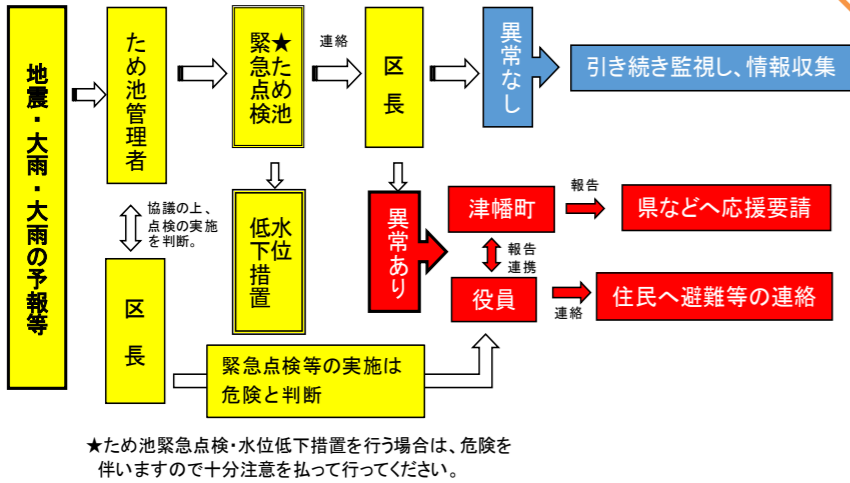 地震・大雨・大雨の予報等
ため池管理者
★ため池
緊急点検
連絡
区長
異常なし
引き続き監視し、情報収集
協議の上、
点検の実施
を判断。
区長
水位
低下措置
異常あり
津幡町
報告
県などへ応援要請
報告
連携
役員
連絡
住民へ避難等の連絡
緊急点検等の実施は
危険と判断
★ため池緊急点検・水位低下措置を行う場合は、危険を
伴いますので十分注意を払って行ってください。